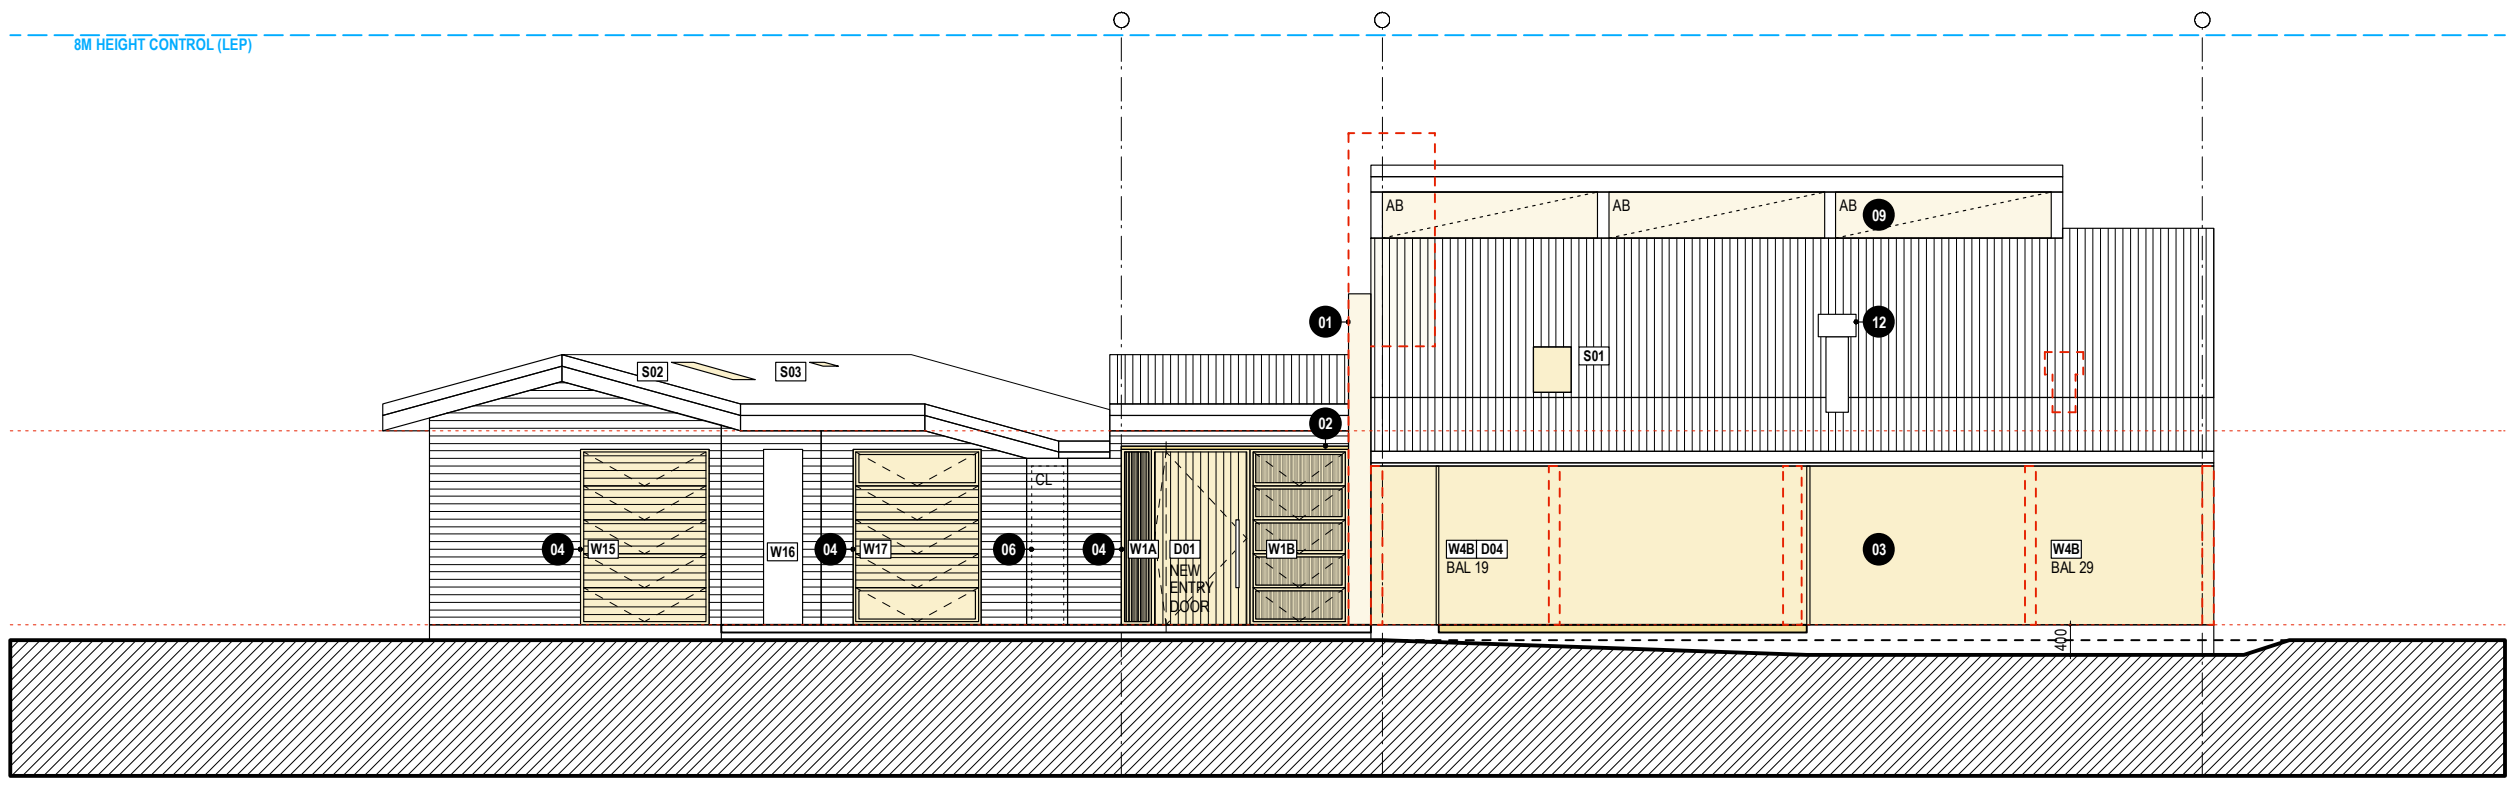 8M HEIGHT CONTROL (LEP)
AB
AB
AB
09
01
12
S01
S02
S03
02
CL
04
W15
W16
04
W17
06
04
W1A
D01
NEW
ENTRY
DOOR
W1B
W4B D04
BAL 19
03
W4B
BAL 29
400